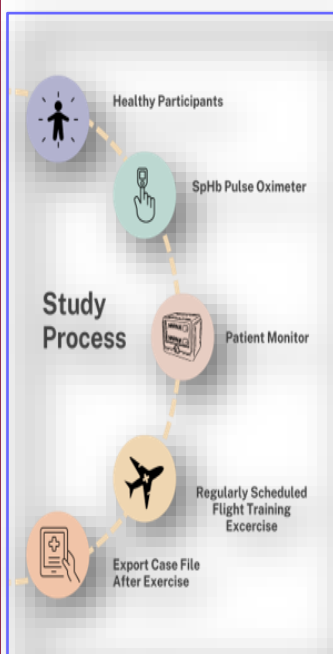 Healthy Participants
SpHb Pulse Oximeter
Study
Process
Patient Monitor
Regularly Scheduled
Flight Training
Excercise
Export Case File
After Exercise